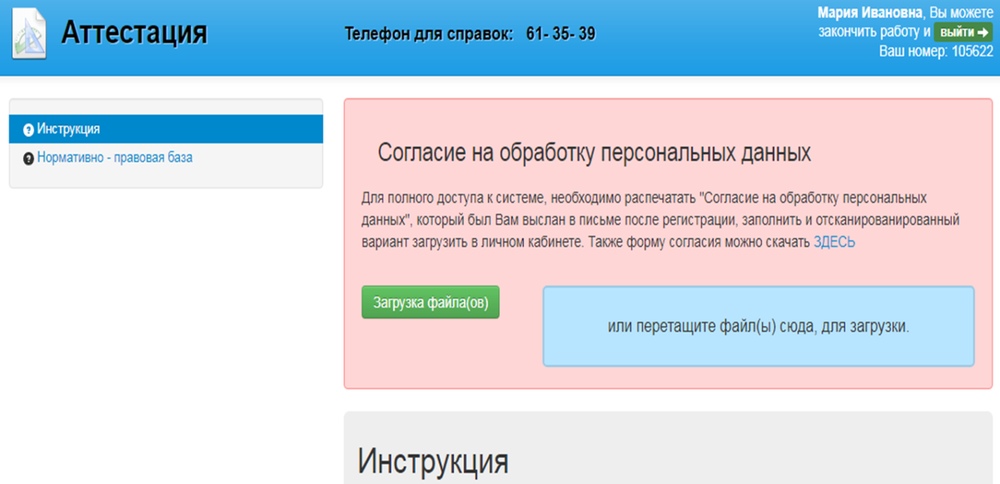 Аттестация
Телефон для справок: 61- 35- 39
Мария Ивановна, Вы можете
закончить работу и выйти
Ваш номер: 105622
Инструкция
Нормативно - правовая база
Согласие на обработку персональных данных
Для полного доступа к системе, необходимо распечатать "Согласие на обработку персональных
данных", который был Вам выслан в письме после регистрации, заполнить и отсканированированный
вариант загрузить в личном кабинете. Также форму согласия можно скачать ЗДЕСЬ
Загрузка файла(ов)
или перетащите файл(ы) сюда, для загрузки.
Инструкция